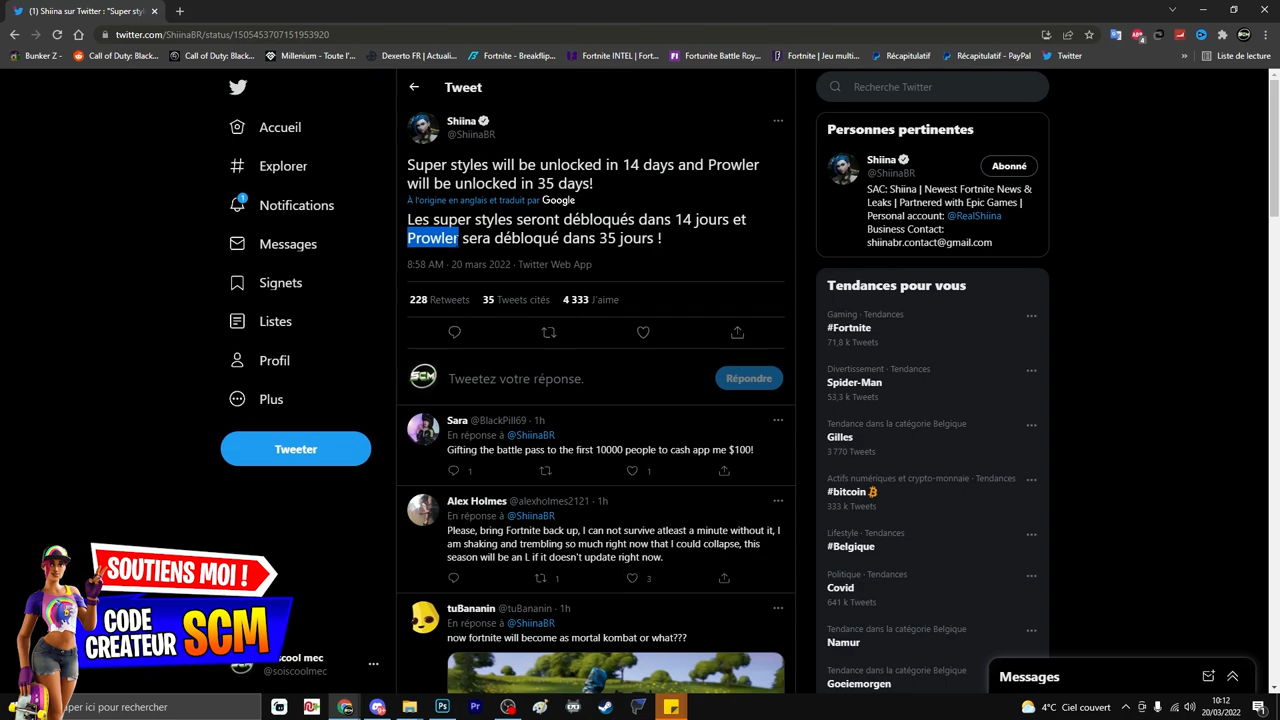 (1) Shiina sur Twitter : "Super sty
twitter.com/ShiinaBR/status/1505453707151953920
Bunker Z -
Call of Duty: Black...
Call of Duty: Black...
Millenium - Toute l'...
Dexerto FR | Actual...
Fortnite - Breakflip...
Fortnite INTEL | Fort...
Fortunite Battle Roy...
Fortnite | Jeu multi...
Récapitulatif
Récapitulatif - PayPal
Twitter
»
Liste de lecture
Accueil
Explorer
1
Notifications
Messages
Signets
Listes
Profil
Plus
Tweeter
Tweet
Shiina
@ShiinaBR
Super styles will be unlocked in 14 days and Prowler
will be unlocked in 35 days!
À l'origine en anglais et traduit par Google
Les super styles seront débloqués dans 14 jours et
Prowler sera débloqué dans 35 jours !
8:58 AM · 20 mars 2022 · Twitter Web App
228 Retweets 35 Tweets cités 4 333 J'aime
SCM
Tweetez votre réponse.
Répondre
Sara @BlackPill69 · 1h
En réponse à @ShiinaBR
Gifting the battle pass to the first 10000 people to cash app me $100!
1
1
Alex Holmes @alexholmes2121 · 1h
En réponse à @ShiinaBR
Please, bring Fortnite back up, I can not survive atleast a minute without it, I
am shaking and trembling so much right now that I could collapse, this
season will be an L if it doesn't update right now.
1
3
tuBananin @tuBananin · 1h
En réponse à @ShiinaBR
now fortnite will become as mortal kombat or what???
Recherche Twitter
Personnes pertinentes
Shiina
@ShiinaBR
Abonné
SAC: Shiina | Newest Fortnite News &
Leaks | Partnered with Epic Games |
Personal account: @RealShiina
Business Contact:
shiinabr.contact@gmail.com
Tendances pour vous
Gaming · Tendances
#Fortnite
71,8 k Tweets
Divertissement · Tendances
Spider-Man
53,3 k Tweets
Tendance dans la catégorie Belgique
Gilles
3 770 Tweets
Actifs numériques et crypto-monnaie · Tendances
#bitcoin
333 k Tweets
Lifestyle · Tendances
#Belgique
Politique · Tendances
Covid
641 k Tweets
Tendance dans la catégorie Belgique
Namur
Tendance dans la catégorie Belgique
Goeiemorgen
Messages
SOUTIENS MOI !
CODE
CREATEUR SCM
soiscool mec
@soiscoolmec
per ici pour rechercher
4°C Ciel couvert
10:12
20/03/2022